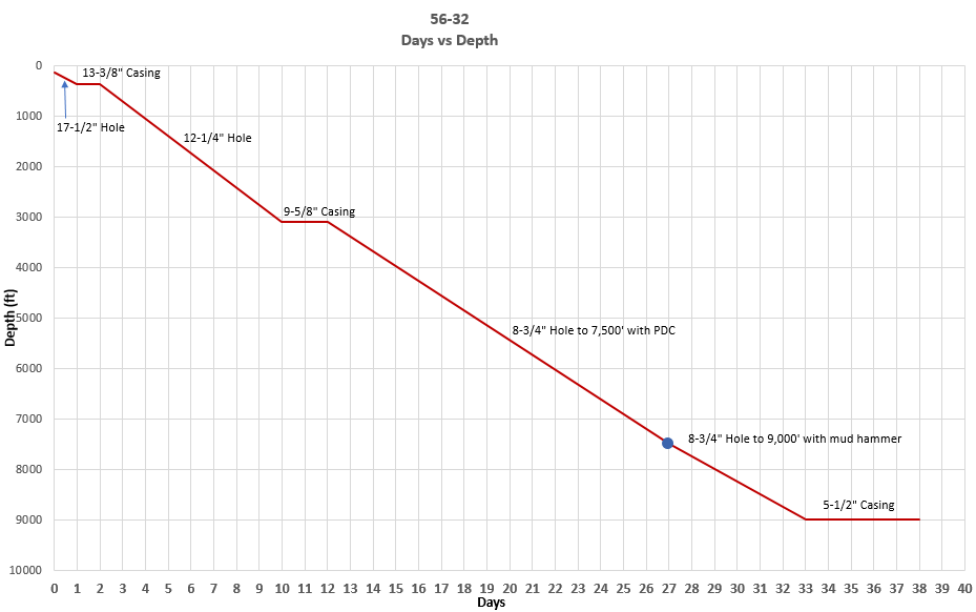 56-32
Days vs Depth
0
13-3/8" Casing
17-1/2" Hole
1000
12-1/4" Hole
2000
3000
9-5/8" Casing
4000
5000
8-3/4" Hole to 7,500' with PDC
6000
7000
8-3/4" Hole to 9,000' with mud hammer
8000
5-1/2" Casing
9000
10000
Depth (ft)
0 1 2 3 4 5 6 7 8 9 10 11 12 13 14 15 16 17 18 19 20 21 22 23 24 25 26 27 28 29 30 31 32 33 34 35 36 37 38 39 40
Days